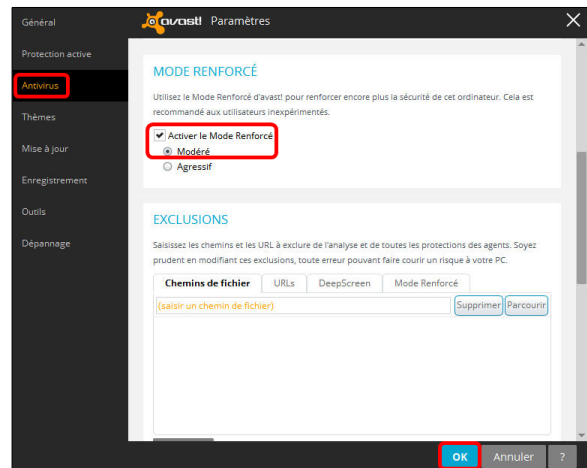 avast! Paramètres
Général
Protection active
Antivirus
Thèmes
Mise à jour
Enregistrement
Outils
Dépannage
MODE RENFORCÉ
Utilisez le Mode Renforcé d'avast! pour renforcer encore plus la sécurité de cet ordinateur. Cela est
recommandé aux utilisateurs inexpérimentés.
Activer le Mode Renforcé
Modéré
Agressif
EXCLUSIONS
Saisissez les chemins et les URL à exclure de l'analyse et de toutes les protections des agents. Soyez
prudent en modifiant ces exclusions, toute erreur pouvant faire courir un risque à votre PC.
Chemins de fichier URLs DeepScreen Mode Renforcé
(saisir un chemin de fichier) Supprimer Parcourir
OK Annuler ?